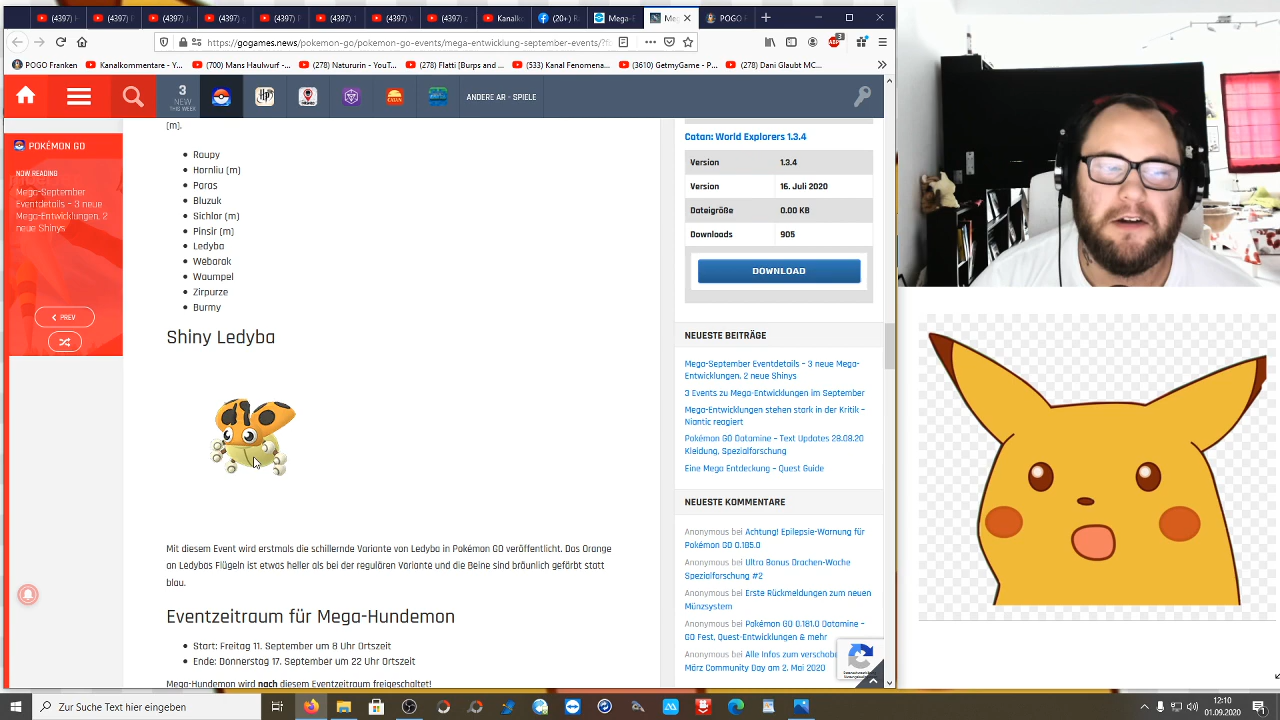 (4397)
Kanalko
(20+) R
Mega-F
Meg
POGO F
https://gogames.news/pokemon-go/pokemon-go-events/mega-entwicklung-september-events/?f
POGO Franken
Kanalkommentare - Y...
(700) Mans Haulwurf -...
(278) Natururin - YouT...
(278) Flatti (Burps and ...
(533) Kanal Fenomena...
(3610) GetmyGame - P...
(278) Dani Glaubt MC...
3
NEW
THIS WEEK
ANDERE AR - SPIELE
POKÉMON GO
NOW READING
Mega-September
Eventdetails – 3 neue
Mega-Entwicklungen, 2
neue Shinys
PREV
[m].
Raupy
Hornliu (m)
Paras
Bluzuk
Sichlor (m)
Pinsir (m)
Ledyba
Webarak
Waumpel
Zirpurze
Burmy
Shiny Ledyba
Mit diesem Event wird erstmals die schillernde Variante von Ledyba in Pokémon GO veröffentlicht. Das Orange
an Ledybas Flügeln ist etwas heller als bei der regulären Variante und die Beine sind bräunlich gefärbt statt
blau.
Eventzeitraum für Mega-Hundemon
Start: Freitag 11. September um 8 Uhr Ortszeit
Ende: Donnerstag 17. September um 22 Uhr Ortszeit
Mega-Hundemon wird nach diesem Eventzeitraum freigeschaltet!
Catan: World Explorers 1.3.4
Version 1.3.4
Version 16. Juli 2020
Dateigröße 0.00 KB
Downloads 905
DOWNLOAD
NEUESTE BEITRÄGE
Mega-September Eventdetails – 3 neue Mega-
Entwicklungen, 2 neue Shinys
3 Events zu Mega-Entwicklungen im September
Mega-Entwicklungen stehen stark in der Kritik –
Niantic reagiert
Pokémon GO Datamine – Text Updates 28.08.20
Kleidung, Spezialforschung
Eine Mega Entdeckung – Quest Guide
NEUESTE KOMMENTARE
Anonymous bei Achtung! Epilepsie-Warnung für
Pokémon GO 0.185.0
Anonymous bei Ultra Bonus Drachen-Woche
Spezialforschung #2
Anonymous bei Erste Rückmeldungen zum neuen
Münzsystem
Anonymous bei Pokémon GO 0.181.0 Datamine –
GO Fest, Quest-Entwicklungen & mehr
Anonymous bei Alle Infos zum verschob
März Community Day am 2. Mai 2020
Zur Suche Text hier eingeben
12:10
01.09.2020